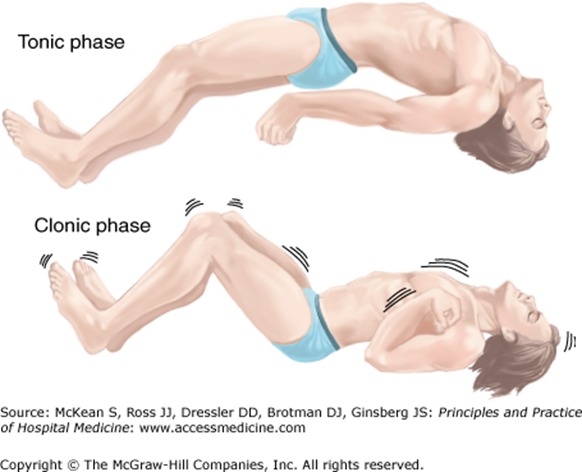 Tonic phase
Clonic phase
Source: McKean S, Ross JJ, Dressler DD, Brotman DJ, Ginsberg JS: Principles and Practice
of Hospital Medicine: www.accessmedicine.com
Copyright © The McGraw-Hill Companies, Inc. All rights reserved.